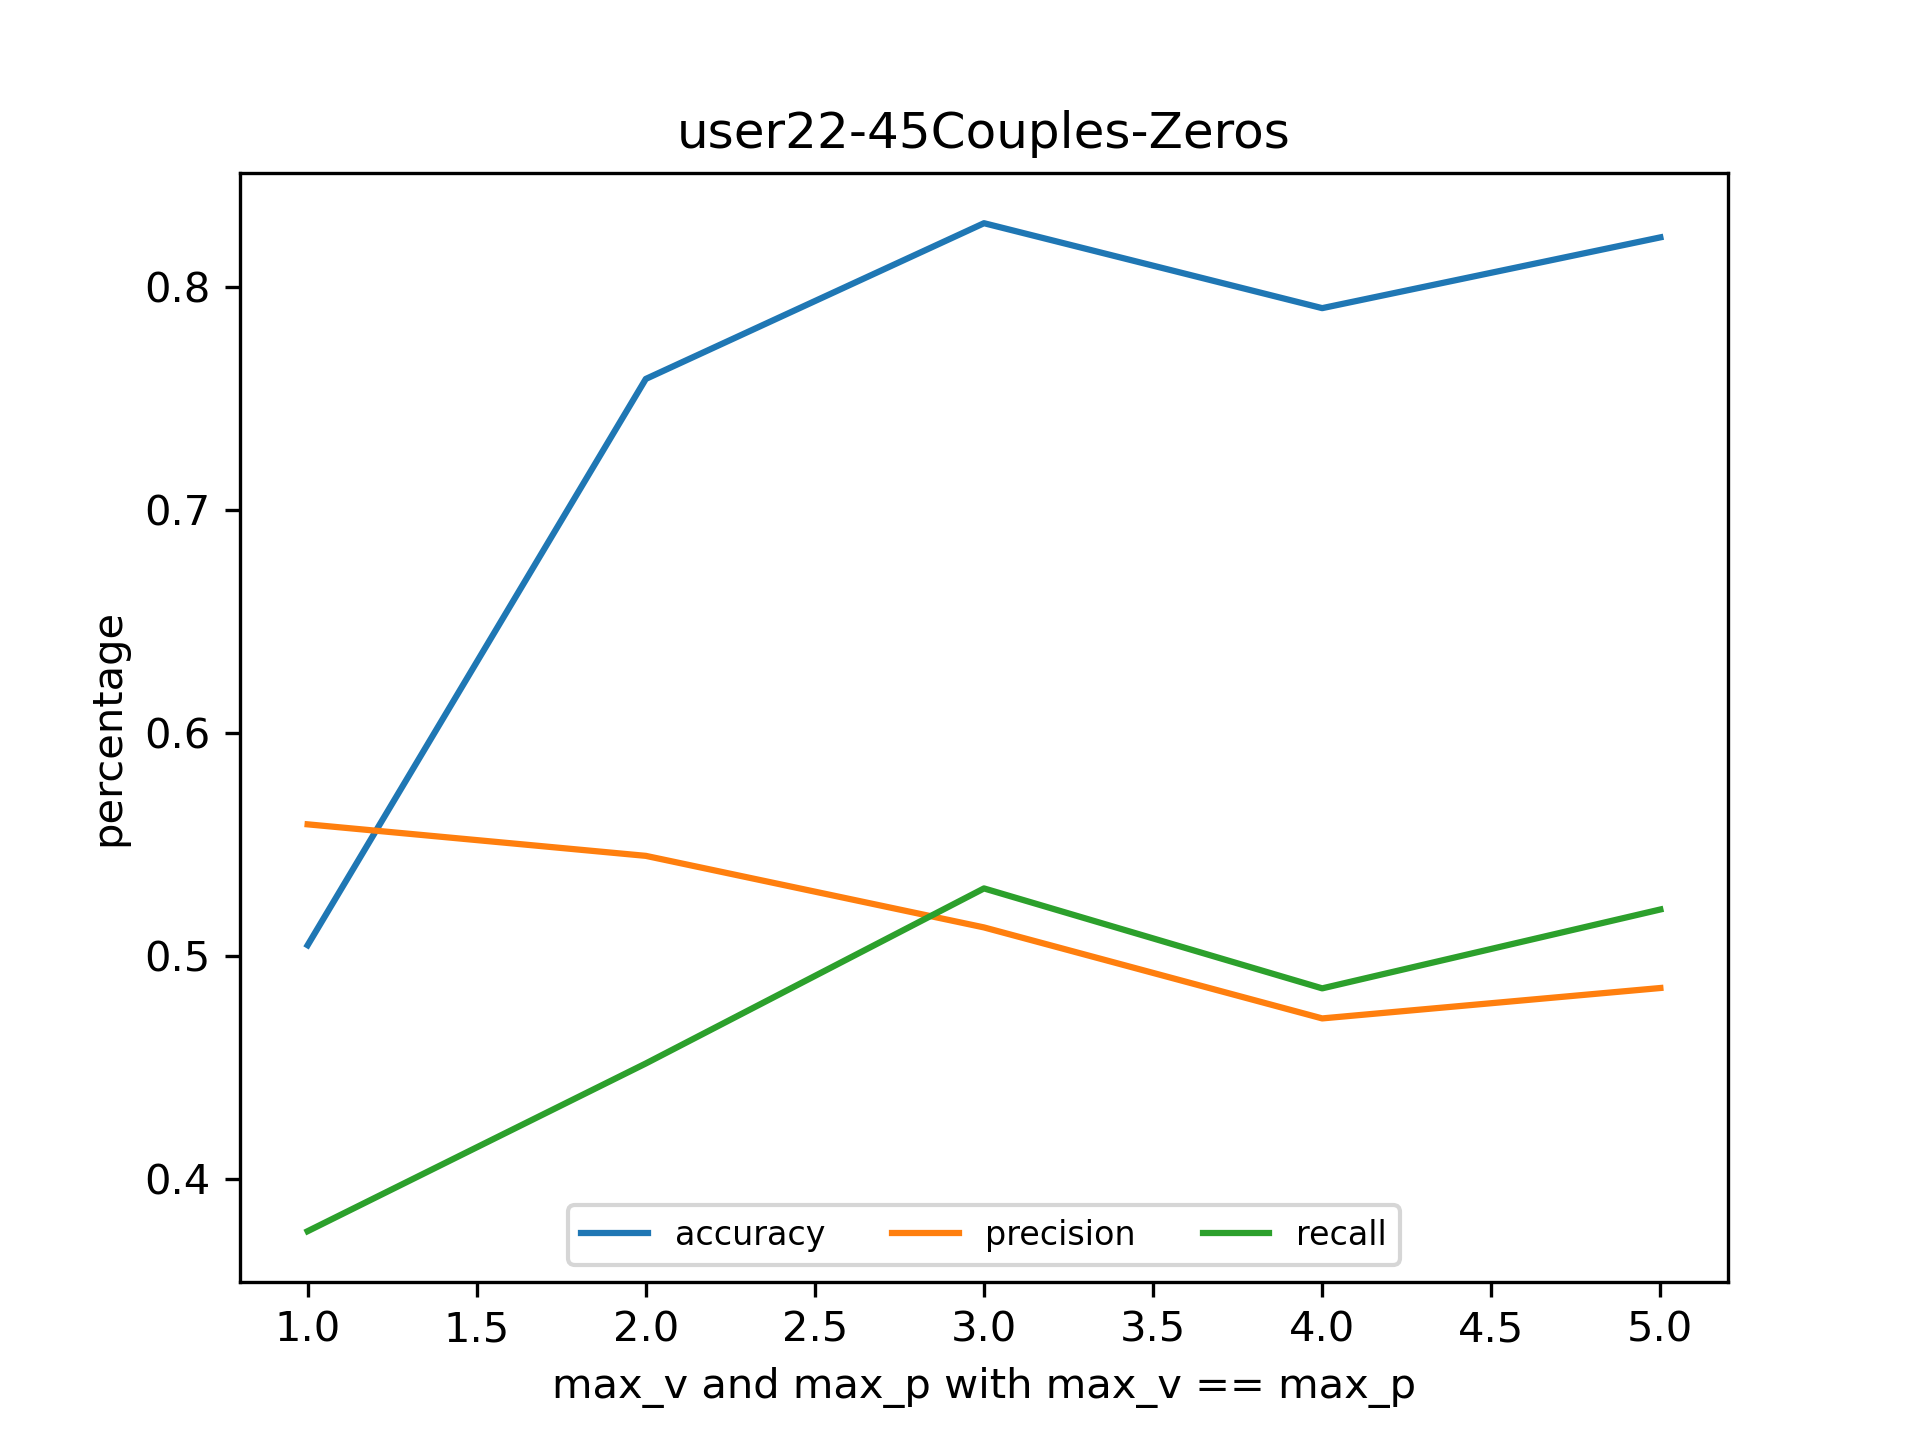 user22-45Couples-Zeros
percentage
0.8
0.7
0.6
0.5
0.4
accuracy precision recall
1.0 1.5 2.0 2.5 3.0 3.5 4.0 4.5 5.0
max_v and max_p with max_v == max_p